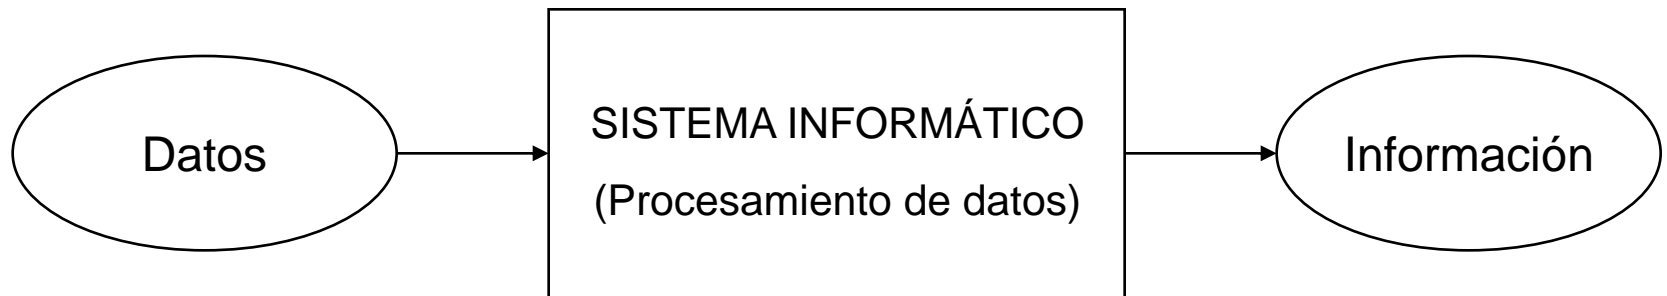 Datos
SISTEMA INFORMÁTICO
(Procesamiento de datos)
Información